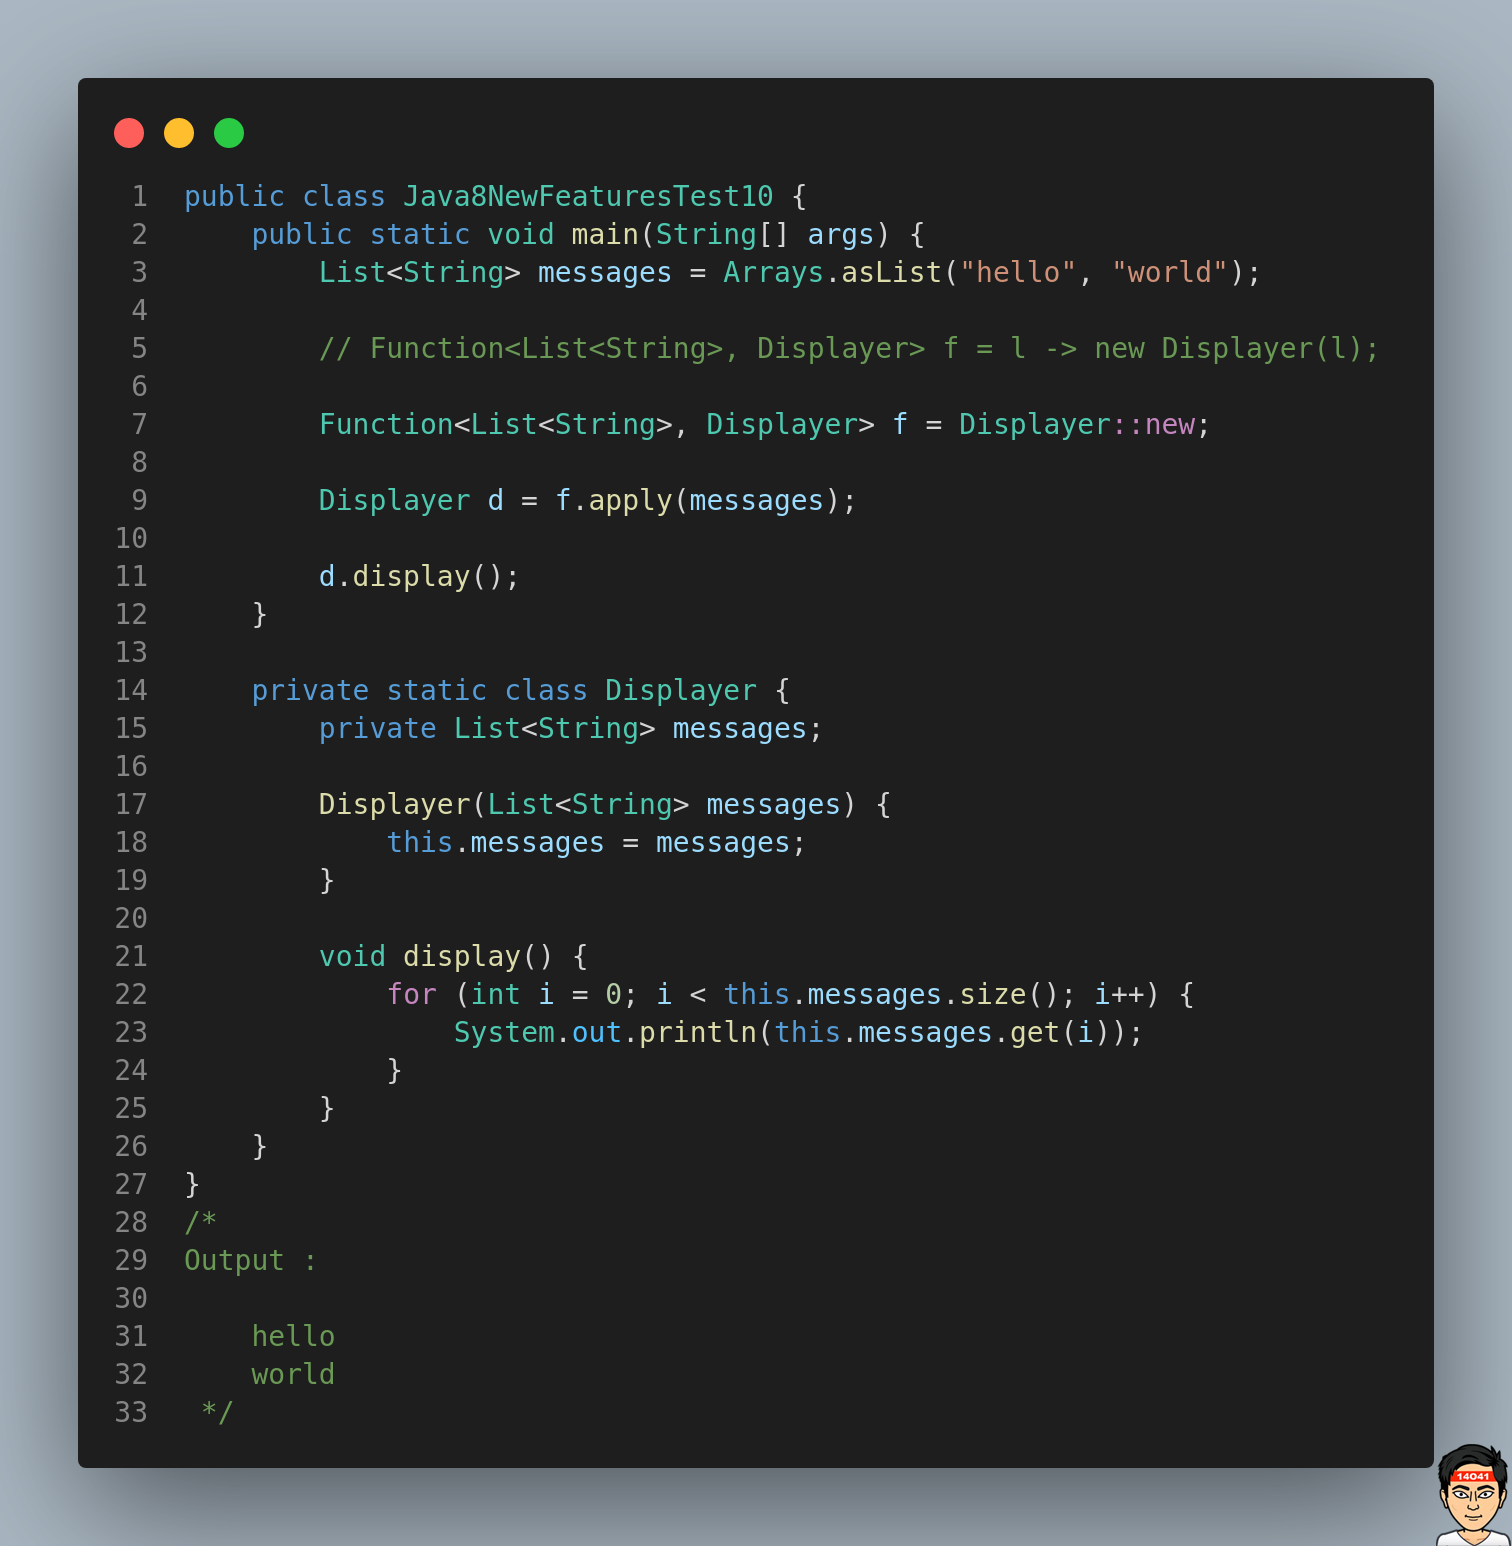 1 public class Java8NewFeaturesTest10 {
2     public static void main(String[] args) {
3         List<String> messages = Arrays.asList("hello", "world");
4
5         // Function<List<String>, Displayer> f = l -> new Displayer(l);
6
7         Function<List<String>, Displayer> f = Displayer::new;
8
9         Displayer d = f.apply(messages);
10
11         d.display();
12     }
13
14     private static class Displayer {
15         private List<String> messages;
16
17         Displayer(List<String> messages) {
18             this.messages = messages;
19         }
20
21         void display() {
22             for (int i = 0; i < this.messages.size(); i++) {
23                 System.out.println(this.messages.get(i));
24             }
25         }
26     }
27 }
28 /*
29 Output :
30
31     hello
32     world
33  */
14041